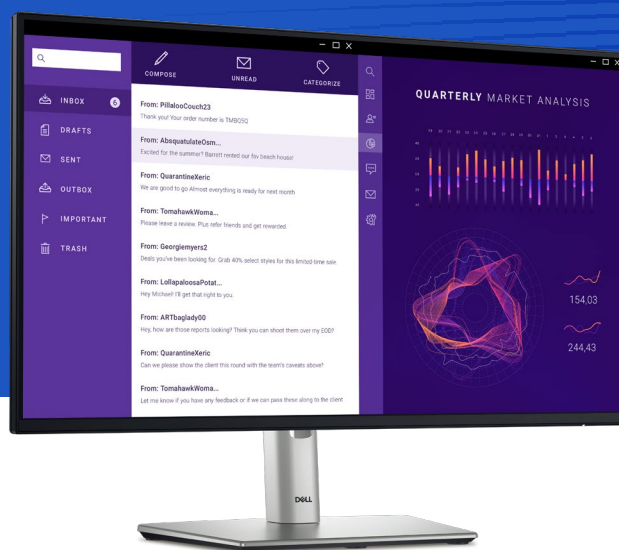 COMPOSE
UNREAD
CATEGORIZE
INBOX 6
DRAFTS
SENT
OUTBOX
IMPORTANT
TRASH
From: PillalooCouch23
Thank you! Your order number is TMBQ5Q
From: AbsquatulateOsm...
Excited for the summer? Barrett rented our fav beach house!
From: QuarantineXeric
We are good to go Almost everything is ready for next month
From: TomahawkWoma...
Please leave a review. Plus refer friends and get rewarded.
From: Georgiemyers2
Deals you've been looking for. Grab 40% select styles for this limited-time sale.
From: LollapaloosaPotat...
Hey Michael! I'll get that right to you.
From: ARTbaglady00
Hey, how are those reports looking? Think you can shoot them over my EOD?
From: QuarantineXeric
Can we please show the client this round with the team's caveats above?
From: TomahawkWoma...
Let me know if you have any feedback or if we can pass these along to the client
QUARTERLY MARKET ANALYSIS
154,03
244,43
DELL